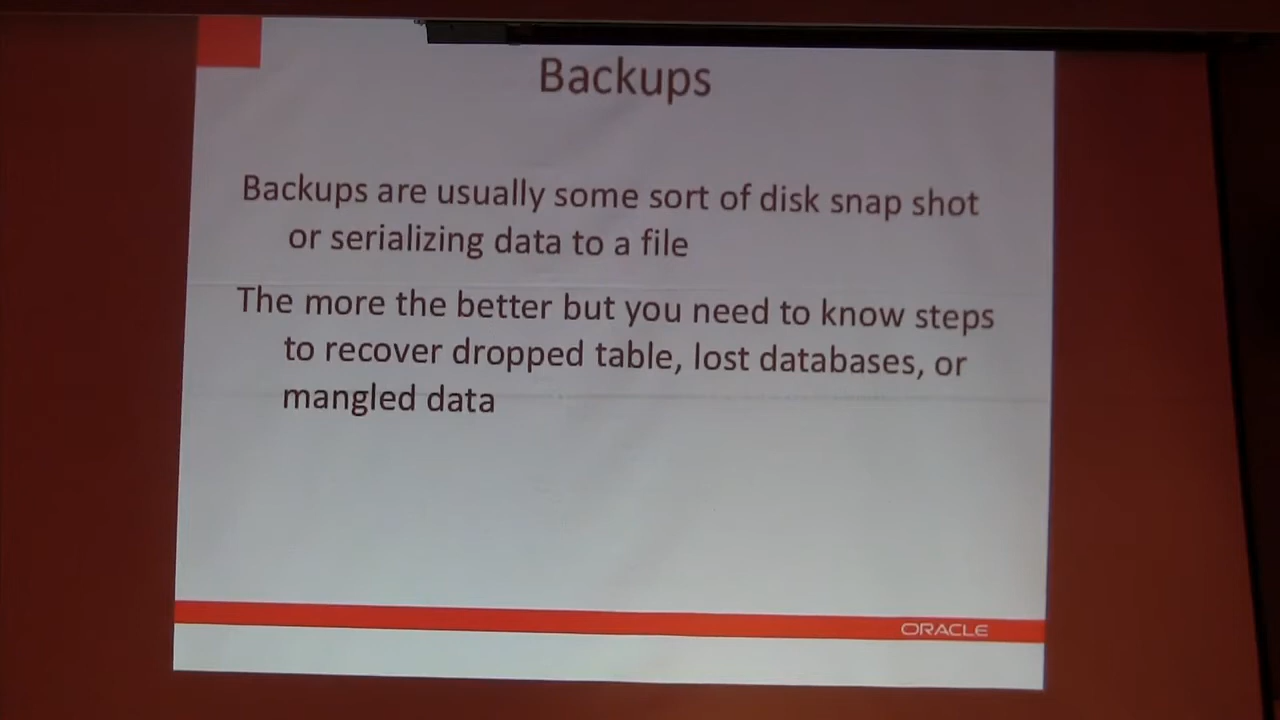 Backups
Backups are usually some sort of disk snap shot
or serializing data to a file
The more the better but you need to know steps
to recover dropped table, lost databases, or
mangled data
ORACLE